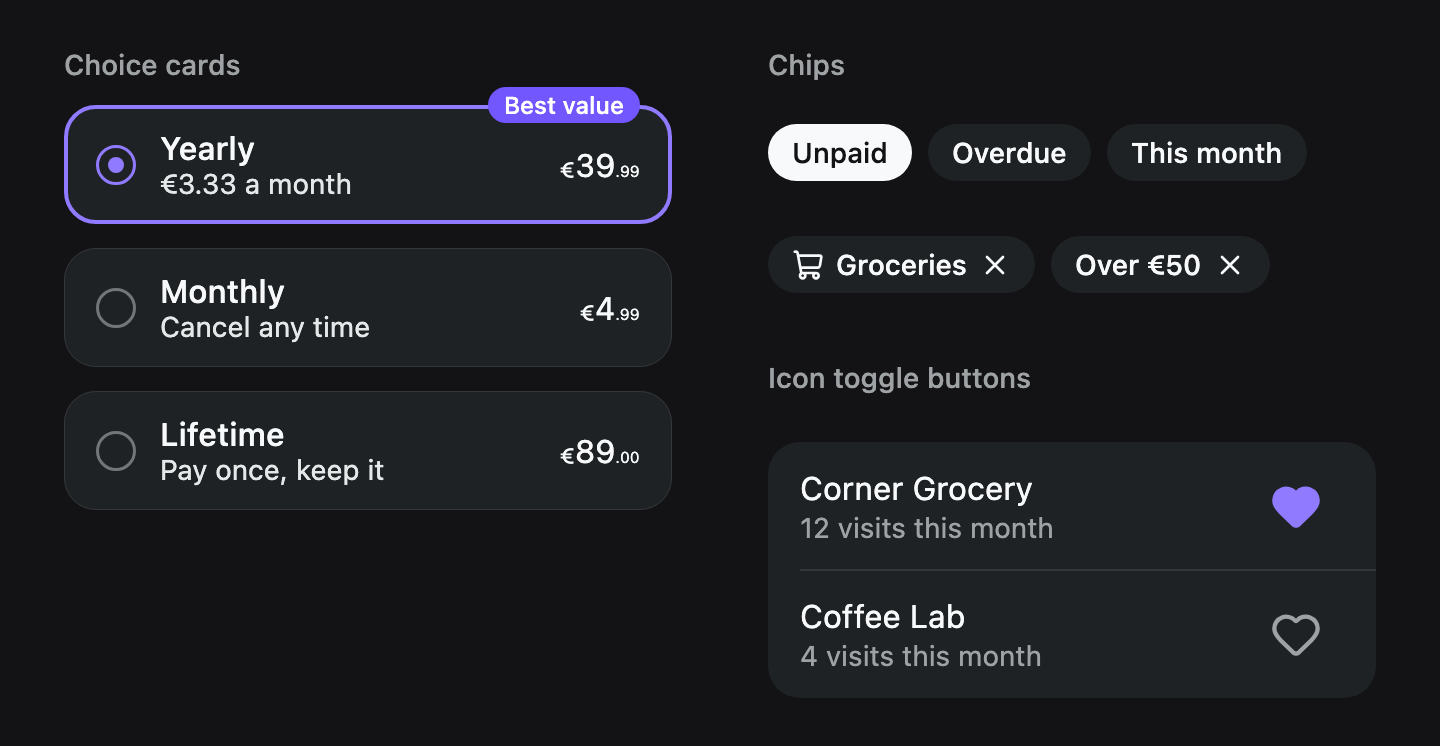 Choice cards
Best value
Yearly
€3.33 a month
€39.99
Monthly
Cancel any time
€4.99
Lifetime
Pay once, keep it
€89.00
Chips
Unpaid Overdue This month
Groceries Over €50
Icon toggle buttons
Corner Grocery
12 visits this month
Coffee Lab
4 visits this month